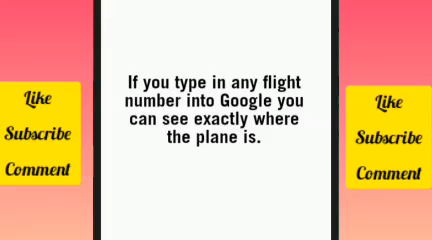 If you type in any flight
number into Google you
can see exactly where
the plane is.
Like
Subscribe
Comment
Like
Subscribe
Comment